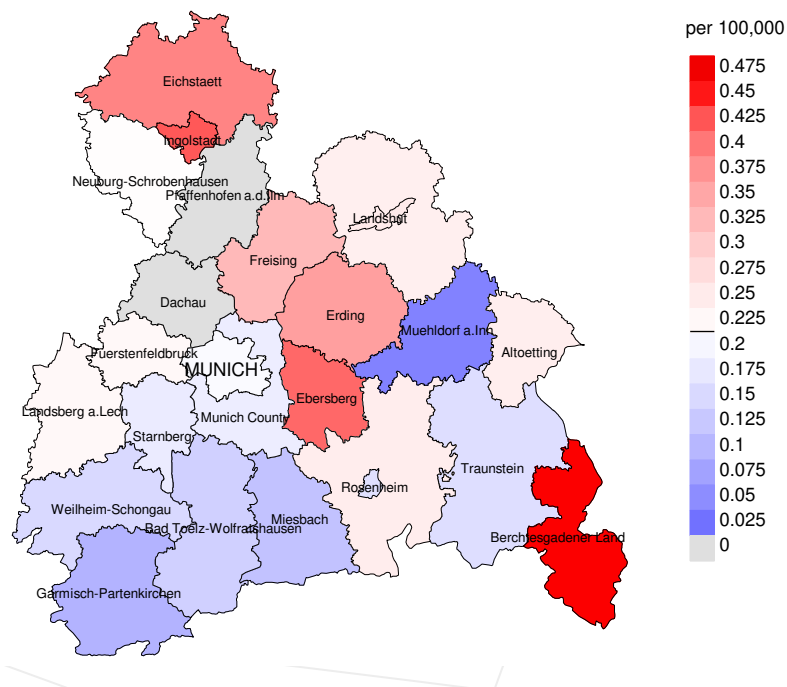 per 100,000
0.475
0.45
0.425
0.4
0.375
0.35
0.325
0.3
0.275
0.25
0.225
0.2
0.175
0.15
0.125
0.1
0.075
0.05
0.025
0
Eichstaett
Ingolstadt
Neuburg-Schrobenhausen
Pfaffenhofen a.d.Ilm
Landshut
Freising
Dachau
Erding
Muehldorf a.Inn
Fuerstenfeldbruck
Altoetting
MUNICH
Ebersberg
Landsberg a.Lech
Munich County
Starnberg
Traunstein
Rosenheim
Weilheim-Schongau
Miesbach
Bad Toelz-Wolfratshausen
Berchtesgadener Land
Garmisch-Partenkirchen